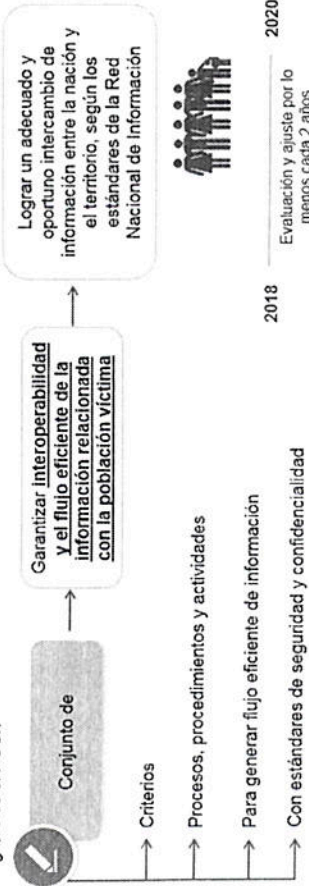 Conjunto de
Criterios
Procesos, procedimientos y actividades
Para generar flujo eficiente de información
Con estándares de seguridad y confidencialidad
Garantizar interoperabilidad
y el flujo eficiente de la
información relacionada
con la población víctima
Lograr un adecuado y
oportuno intercambio de
información entre la nación y
el territorio, según los
estándares de la Red
Nacional de Información
2018
2020
Evaluación y ajuste por lo
menos cada 2 años